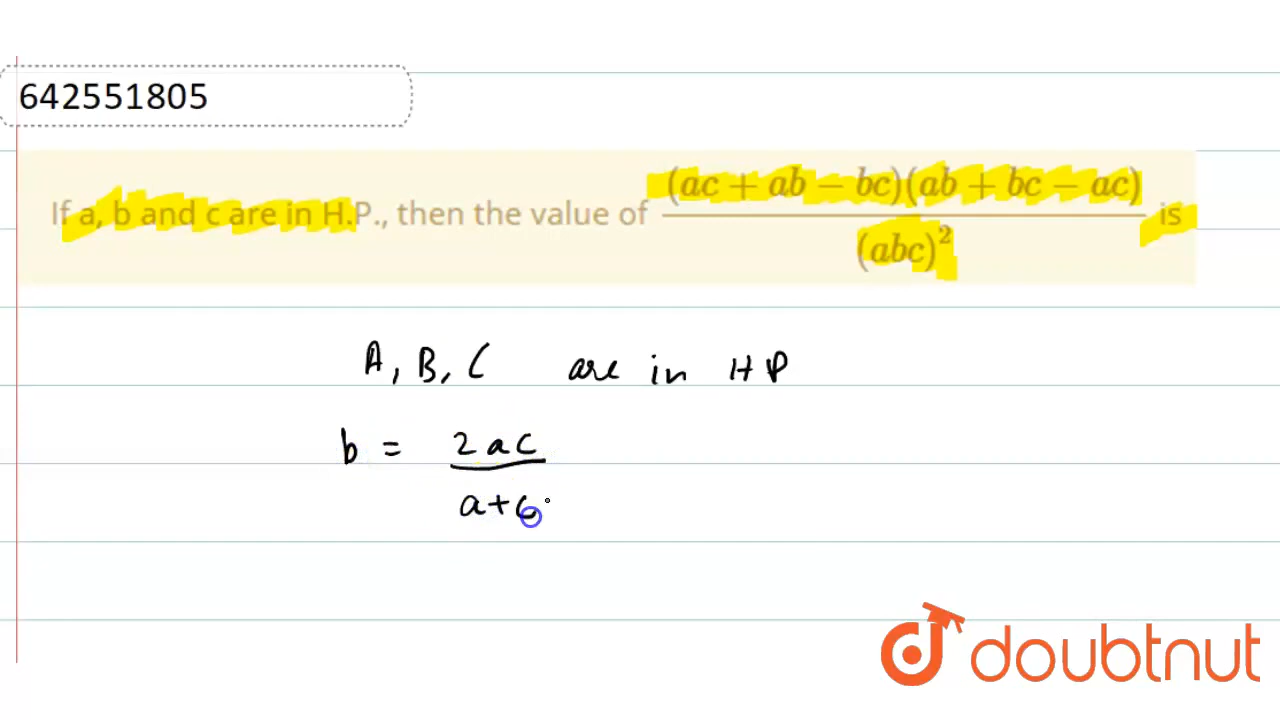 642551805
If a, b and c are in H.P., then the value of (ac + ab − bc)(ab + bc − ac) / (abc)² is
A, B, C are in HP
b = 2ac / a+c
doubtnut